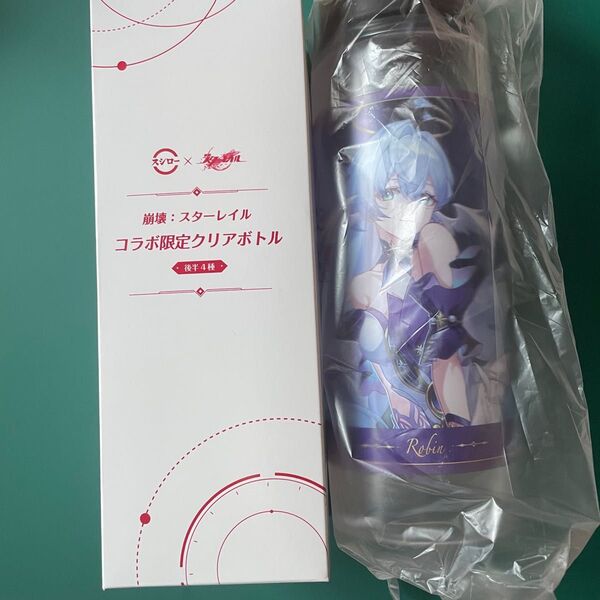 スシロー × スターレイル
崩壊：スターレイル
コラボ限定クリアボトル
後半4種
Robin